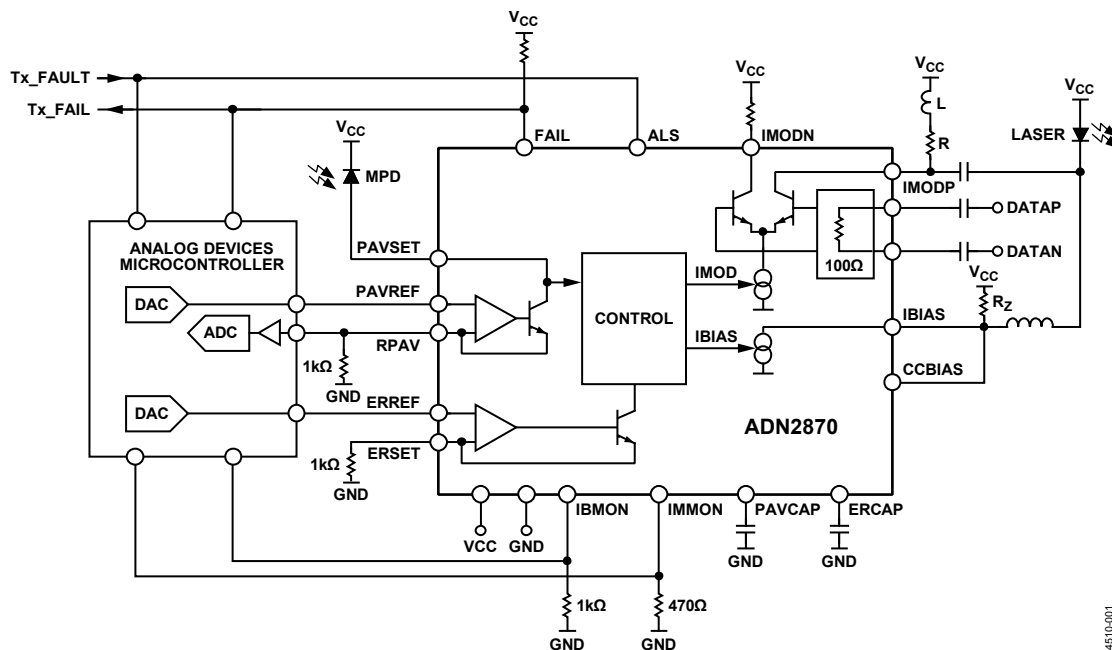 VCC
VCC
Tx_FAULT
VCC
L
VCC
Tx_FAIL
R
LASER
VCC
FAIL
ALS
IMODN
MPD
IMODP
ANALOG DEVICES
MICROCONTROLLER
PAVSET
DATAP
DATAN
100Ω
DAC
PAVREF
IMOD
VCC
RZ
CONTROL
ADC
RPAV
IBIAS
IBIAS
1kΩ
GND
CCBIAS
DAC
ERREF
ADN2870
ERSET
1kΩ
GND
IBMON
IMMON
PAVCAP
ERCAP
VCC
GND
GND
GND
1kΩ
470Ω
GND
GND
4510-001